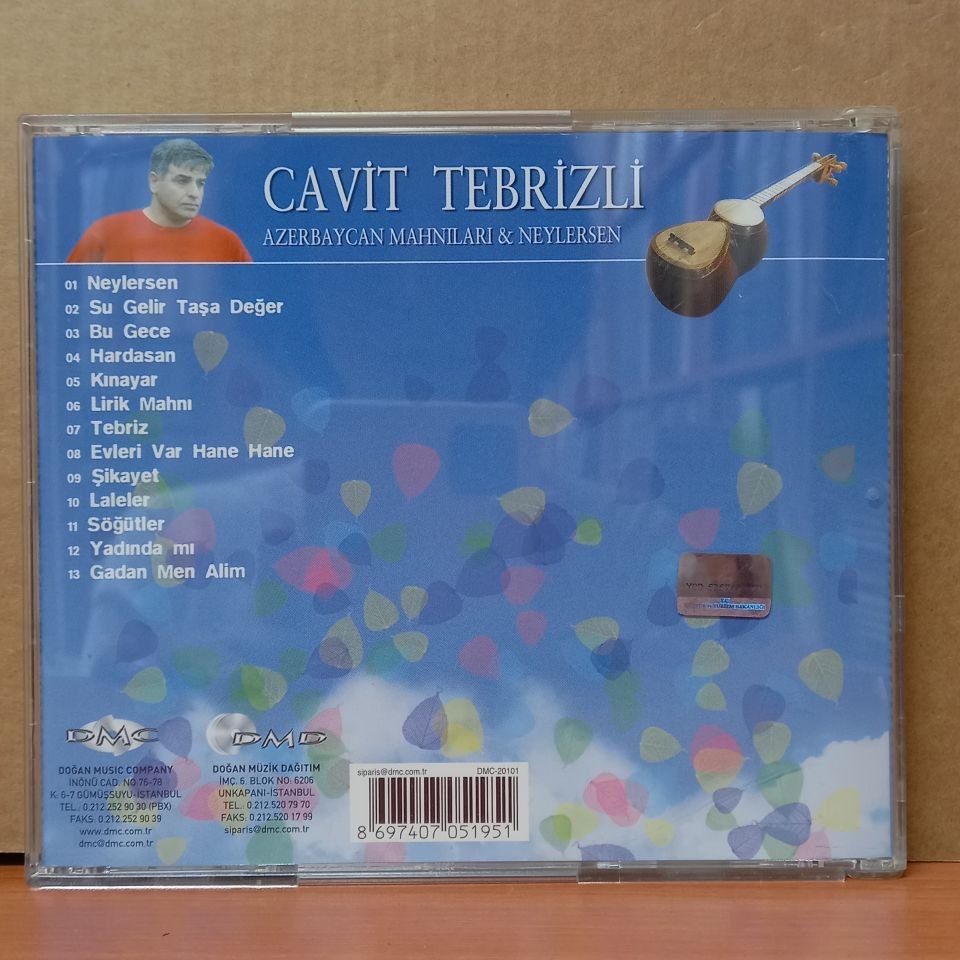 CAVİT TEBRİZLİ
AZERBAYCAN MAHNILARI & NEYLERSEN
01 Neylersen
02 Su Gelir Taşa Değer
03 Bu Gece
04 Hardasan
05 Kınayar
06 Lirik Mahnı
07 Tebriz
08 Evleri Var Hane Hane
09 Şikayet
10 Laleler
11 Söğütler
12 Yadında mı
13 Gadan Men Alim
DMC
DOĞAN MUSIC COMPANY
İNÖNÜ CAD. NO 76-78
K: 6-7 GÜMÜŞSUYU-İSTANBUL
TEL.: 0.212 252 90 30 (PBX)
FAKS: 0.212.252 90 39
www.dmc.com.tr
dmc@dmc.com.tr
DMD
DOĞAN MÜZİK DAĞITIM
İMÇ. 6. BLOK NO: 6206
UNKAPANI-İSTANBUL
TEL.: 0.212.520 79 70
FAKS: 0.212.520 17 99
siparis@dmc.com.tr
siparis@dmc.com.tr DMC-20101
8 697407 051951
T.C.